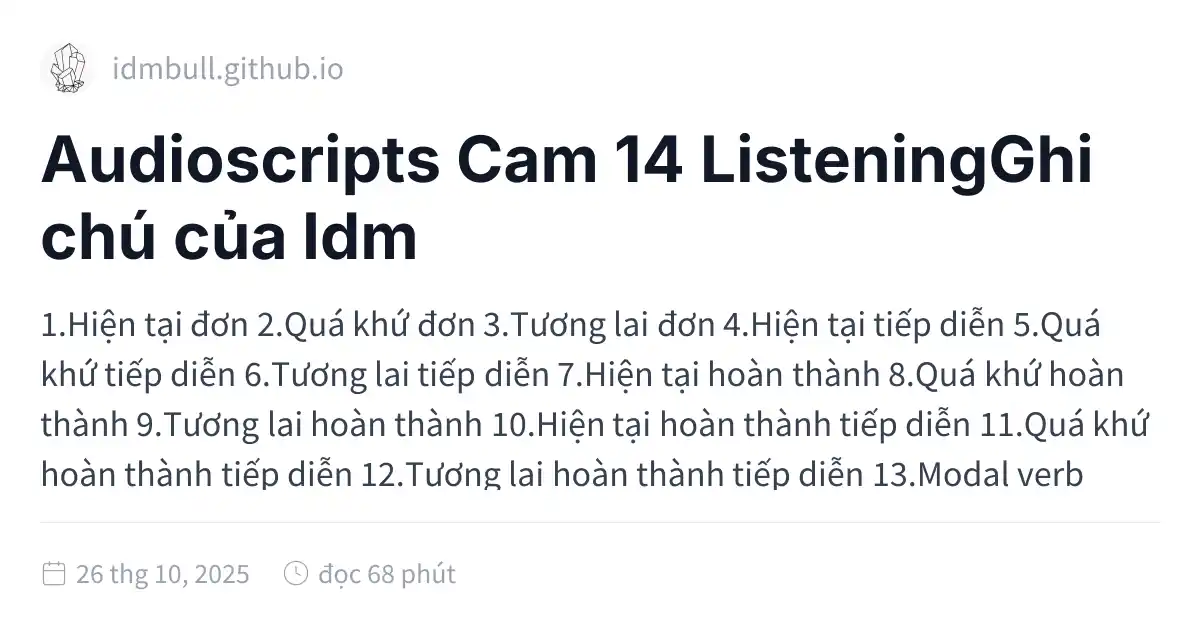 idmbull.github.io
Audioscripts Cam 14 ListeningGhi
chú của Idm
1.Hiện tại đơn 2.Quá khứ đơn 3.Tương lai đơn 4.Hiện tại tiếp diễn 5.Quá
khứ tiếp diễn 6.Tương lai tiếp diễn 7.Hiện tại hoàn thành 8.Quá khứ hoàn
thành 9.Tương lai hoàn thành 10.Hiện tại hoàn thành tiếp diễn 11.Quá khứ
hoàn thành tiếp diễn 12.Tương lai hoàn thành tiếp diễn 13.Modal verb
26 thg 10, 2025 đọc 68 phút